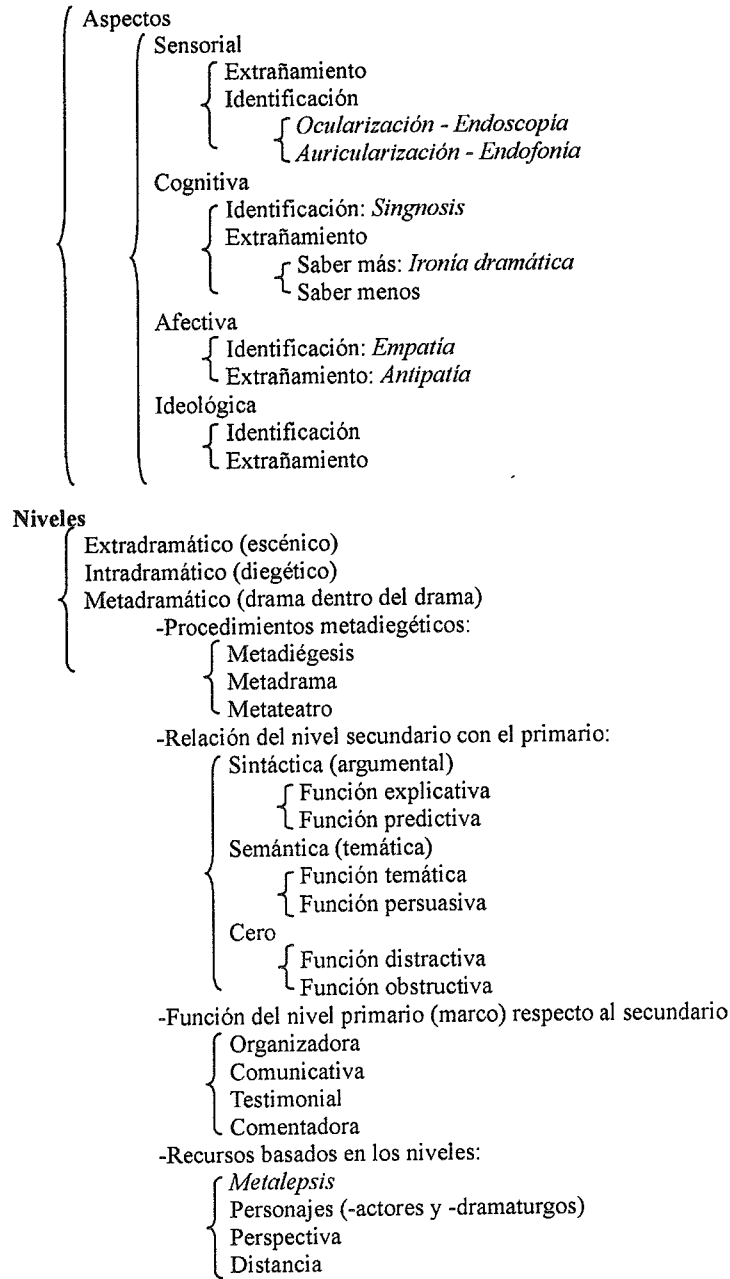 Aspectos
Sensorial
Extrañamiento
Identificación
Ocularización - Endoscopía
Auricularización - Endofonía
Cognitiva
Identificación: Singnosis
Extrañamiento
Saber más: Ironía dramática
Saber menos
Afectiva
Identificación: Empatía
Extrañamiento: Antipatía
Ideológica
Identificación
Extrañamiento
Niveles
Extradramático (escénico)
Intradramático (diegético)
Metadramático (drama dentro del drama)
-Procedimientos metadiegéticos:
Metadiégesis
Metadrama
Metateatro
-Relación del nivel secundario con el primario:
Sintáctica (argumental)
Función explicativa
Función predictiva
Semántica (temática)
Función temática
Función persuasiva
Cero
Función distractiva
Función obstructiva
-Función del nivel primario (marco) respecto al secundario
Organizadora
Comunicativa
Testimonial
Comentadora
-Recursos basados en los niveles:
Metalepsis
Personajes (-actores y -dramaturgos)
Perspectiva
Distancia